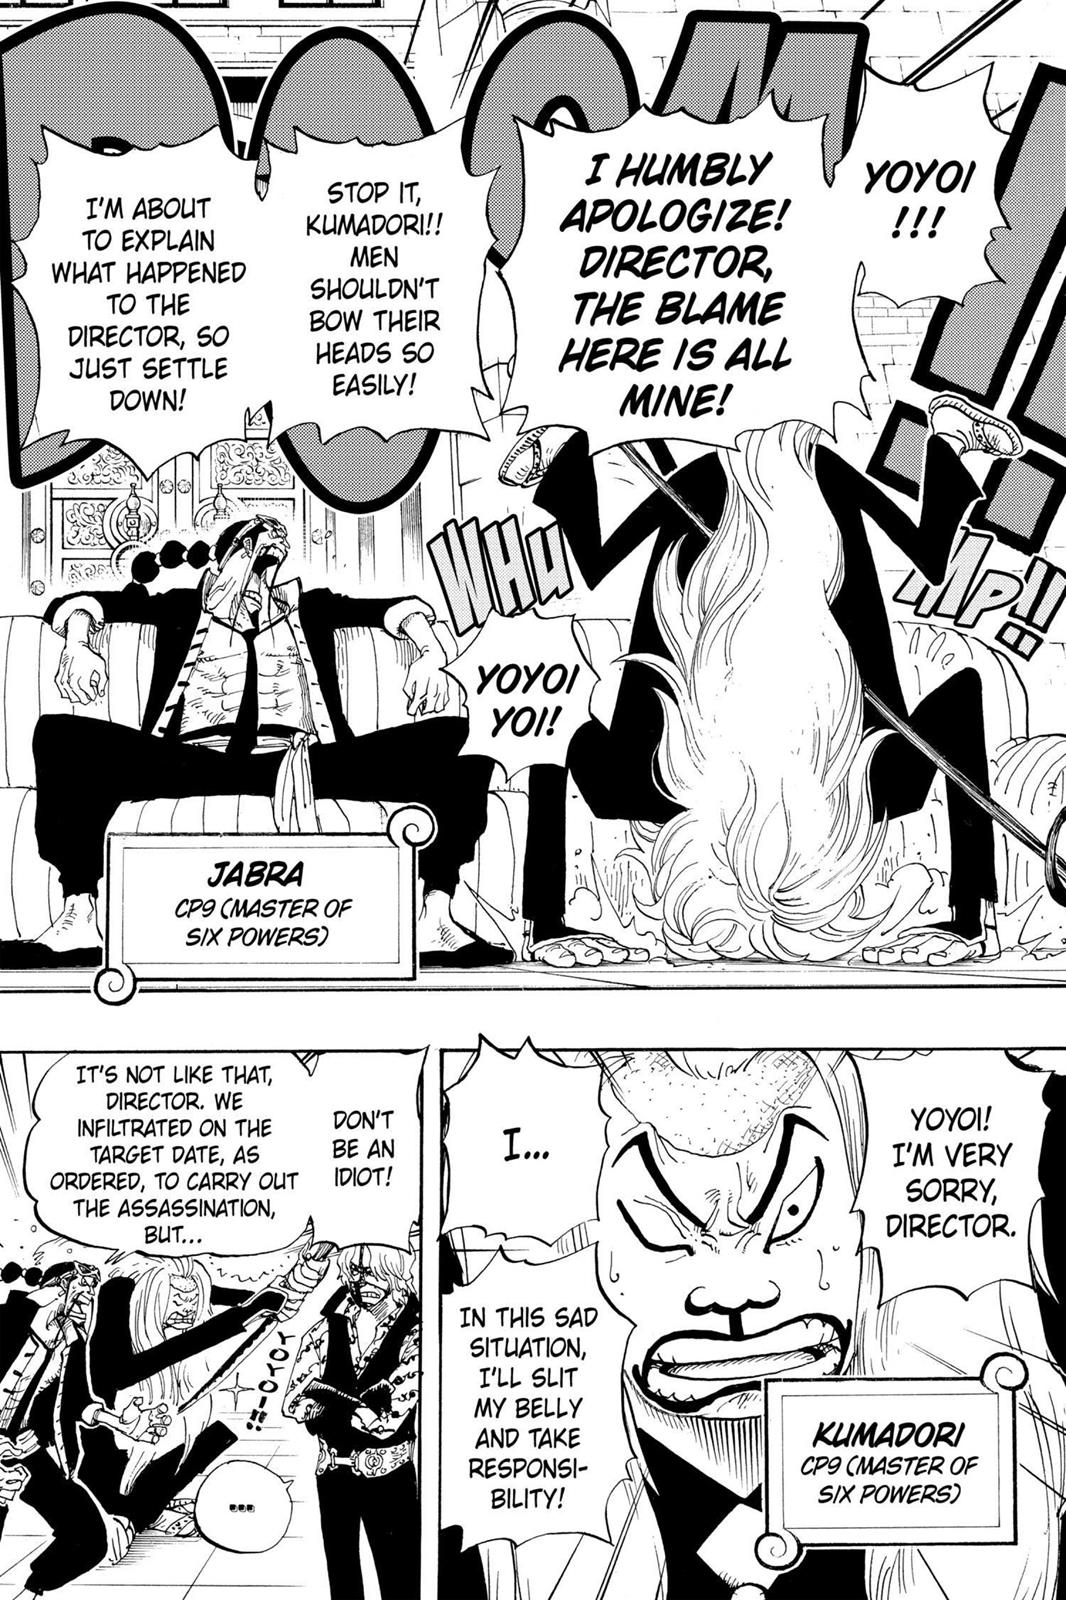 BOOM!!
YOYOI
!!!
I HUMBLY
APOLOGIZE!
DIRECTOR,
THE BLAME
HERE IS ALL
MINE!
STOP IT,
KUMADORI!!
MEN
SHOULDN'T
BOW THEIR
HEADS SO
EASILY!
I'M ABOUT
TO EXPLAIN
WHAT HAPPENED
TO THE
DIRECTOR, SO
JUST SETTLE
DOWN!
WHUMP!!
YOYOI
YOI!
JABRA
CP9 (MASTER OF
SIX POWERS)
YOYOI!
I'M VERY
SORRY,
DIRECTOR.
I...
IN THIS SAD
SITUATION,
I'LL SLIT
MY BELLY
AND TAKE
RESPONSI-
BILITY!
KUMADORI
CP9 (MASTER OF
SIX POWERS)
DON'T
BE AN
IDIOT!
IT'S NOT LIKE THAT,
DIRECTOR. WE
INFILTRATED ON THE
TARGET DATE, AS
ORDERED, TO CARRY OUT
THE ASSASSINATION,
BUT...
YOYOI!!
...